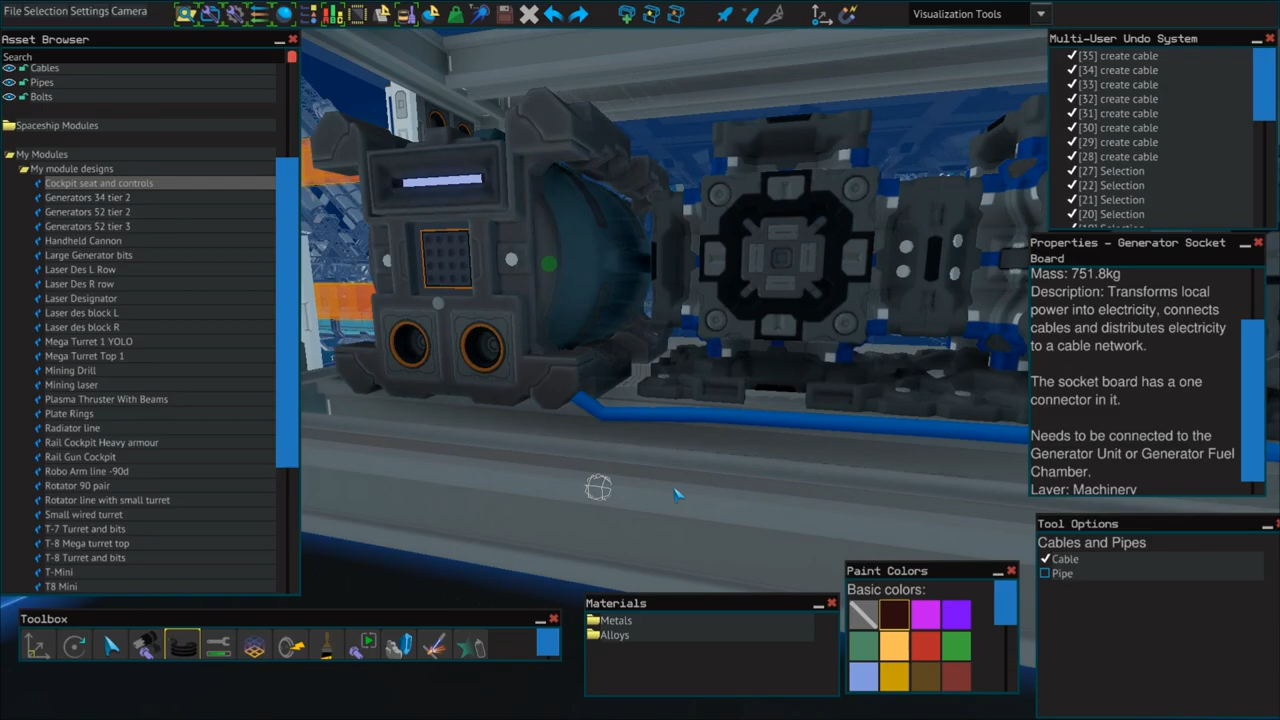 File Selection Settings Camera
Visualization Tools
Asset Browser
Search
Cables
Pipes
Bolts
Spaceship Modules
My Modules
My module designs
Cockpit seat and controls
Generators 34 tier 2
Generators 52 tier 2
Generators 52 tier 3
Handheld Cannon
Large Generator bits
Laser Des L Row
Laser Des R row
Laser Designator
Laser des block L
Laser des block R
Mega Turret 1 YOLO
Mega Turret Top 1
Mining Drill
Mining laser
Plasma Thruster With Beams
Plate Rings
Radiator line
Rail Cockpit Heavy armour
Rail Gun Cockpit
Robo Arm line -90d
Rotator 90 pair
Rotator line with small turret
Small wired turret
T-7 Turret and bits
T-8 Mega turret top
T-8 Turret and bits
T-Mini
T8 Mini
Toolbox
Materials
Metals
Alloys
Paint Colors
Basic colors:
Multi-User Undo System
[35] create cable
[34] create cable
[33] create cable
[32] create cable
[31] create cable
[30] create cable
[29] create cable
[28] create cable
[27] Selection
[22] Selection
[21] Selection
[20] Selection
Properties - Generator Socket
Board
Mass: 751.8kg
Description: Transforms local
power into electricity, connects
cables and distributes electricity
to a cable network.
The socket board has a one
connector in it.
Needs to be connected to the
Generator Unit or Generator Fuel
Chamber.
Layer: Machinery
Tool Options
Cables and Pipes
Cable
Pipe